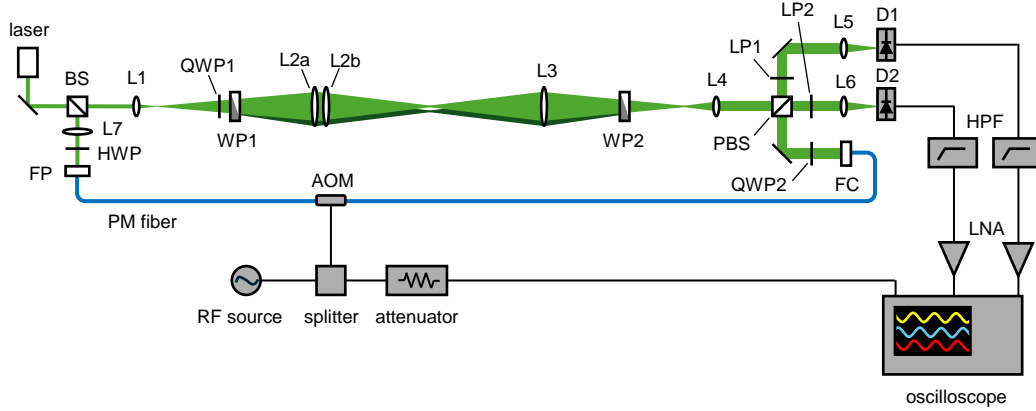 laser
BS
L1
QWP1
L2a
L2b
WP1
L3
WP2
L4
LP1
LP2
L5
D1
L6
D2
PBS
QWP2
FC
HPF
L7
HWP
FP
PM fiber
AOM
LNA
RF source
splitter
attenuator
oscilloscope